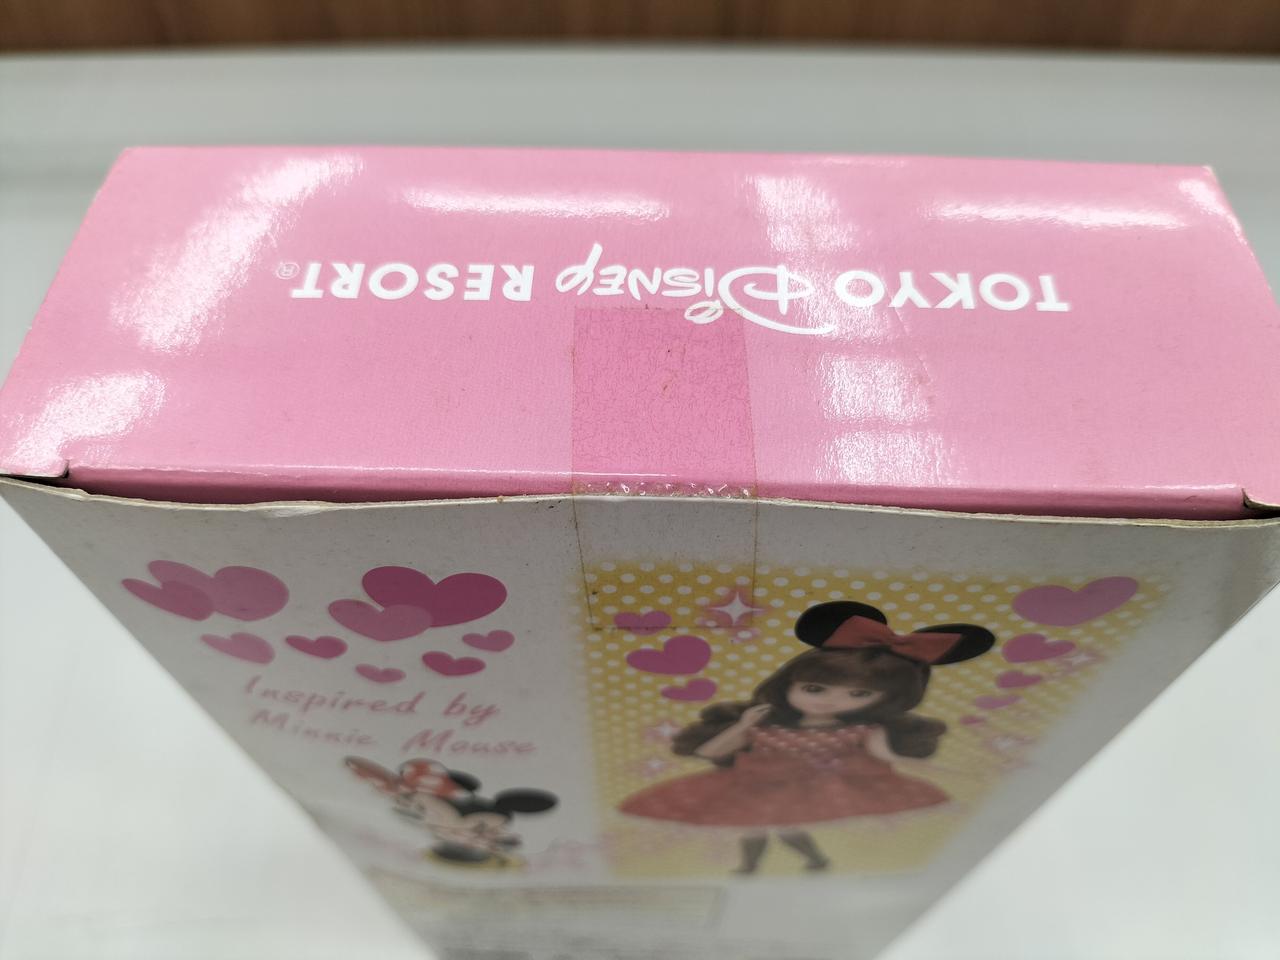 TOKYO DISNEY RESORT®
Inspired by
Minnie Mouse